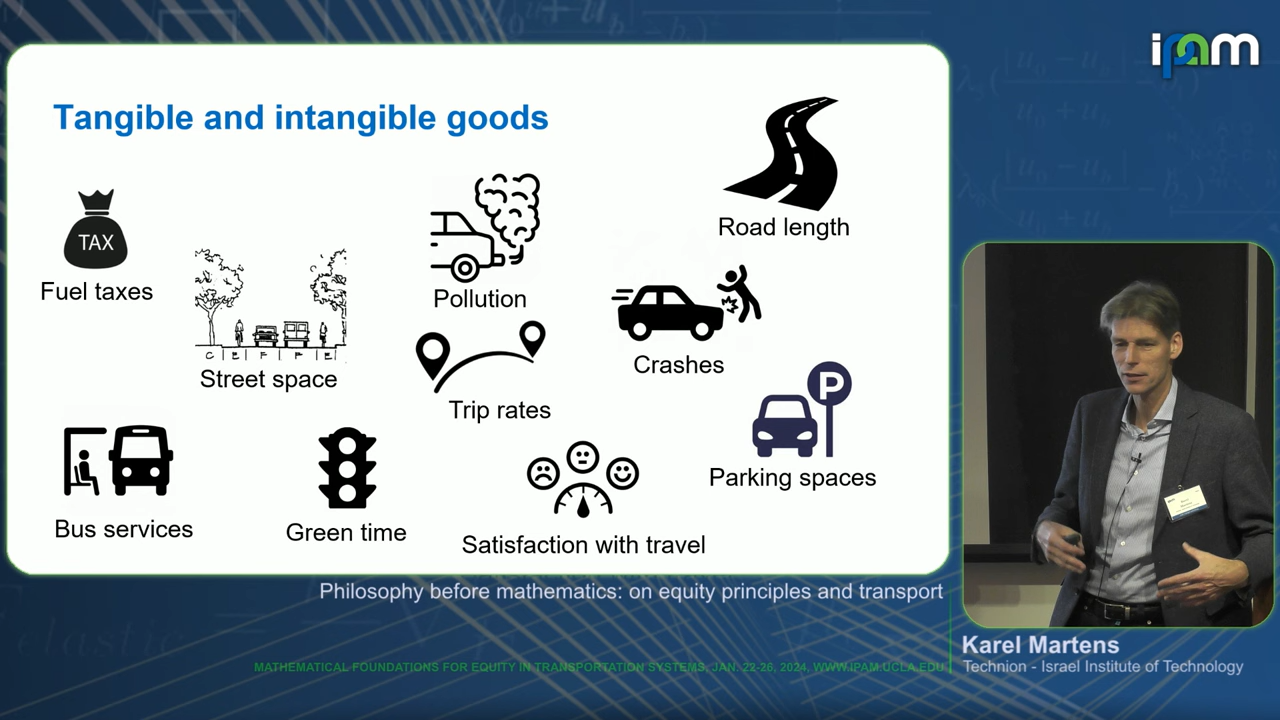 ipam
Tangible and intangible goods
TAX
Fuel taxes
C E F F E
Street space
Pollution
Trip rates
Road length
Crashes
P
Parking spaces
Bus services
Green time
Satisfaction with travel
Philosophy before mathematics: on equity principles and transport
Karel Martens
Technion - Israel Institute of Technology
MATHEMATICAL FOUNDATIONS FOR EQUITY IN TRANSPORTATION SYSTEMS, JAN. 22-26, 2024, WWW.IPAM.UCLA.EDU
elastic